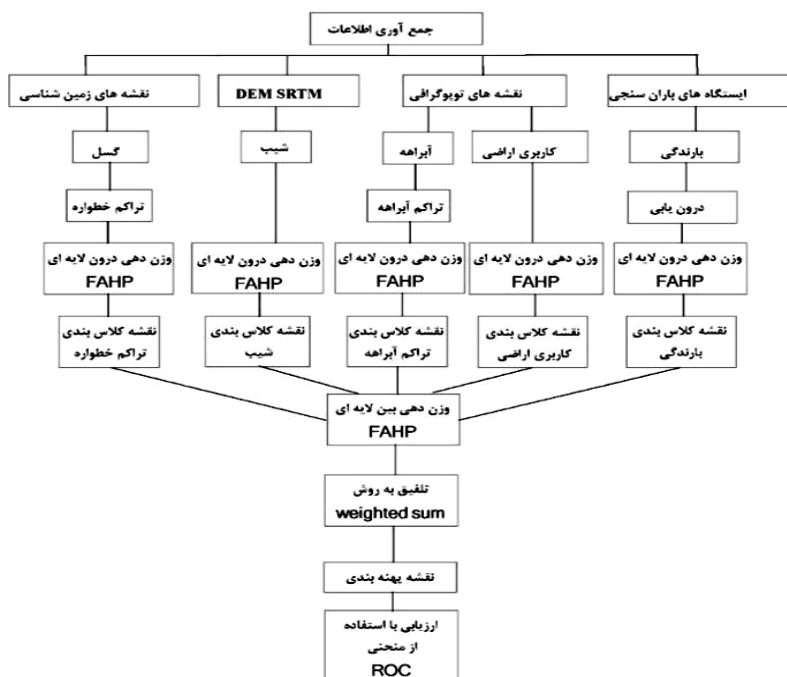 جمع آوری اطلاعات
ایستگاه های باران سنجی
نقشه های توپوگرافی
DEM SRTM
نقشه های زمین شناسی
بارندگی
کاربری اراضی
آبراهه
شیب
گسل
درون یابی
تراکم آبراهه
تراکم خطواره
وزن دهی درون لایه ای
FAHP
وزن دهی درون لایه ای
FAHP
وزن دهی درون لایه ای
FAHP
وزن دهی درون لایه ای
FAHP
وزن دهی درون لایه ای
FAHP
نقشه کلاس بندی
بارندگی
نقشه کلاس بندی
کاربری اراضی
نقشه کلاس بندی
تراکم آبراهه
نقشه کلاس بندی
شیب
نقشه کلاس بندی
تراکم خطواره
وزن دهی بین لایه ای
FAHP
تلفیق به روش
weighted sum
نقشه پهنه بندی
ارزیابی با استفاده
از منحنی
ROC